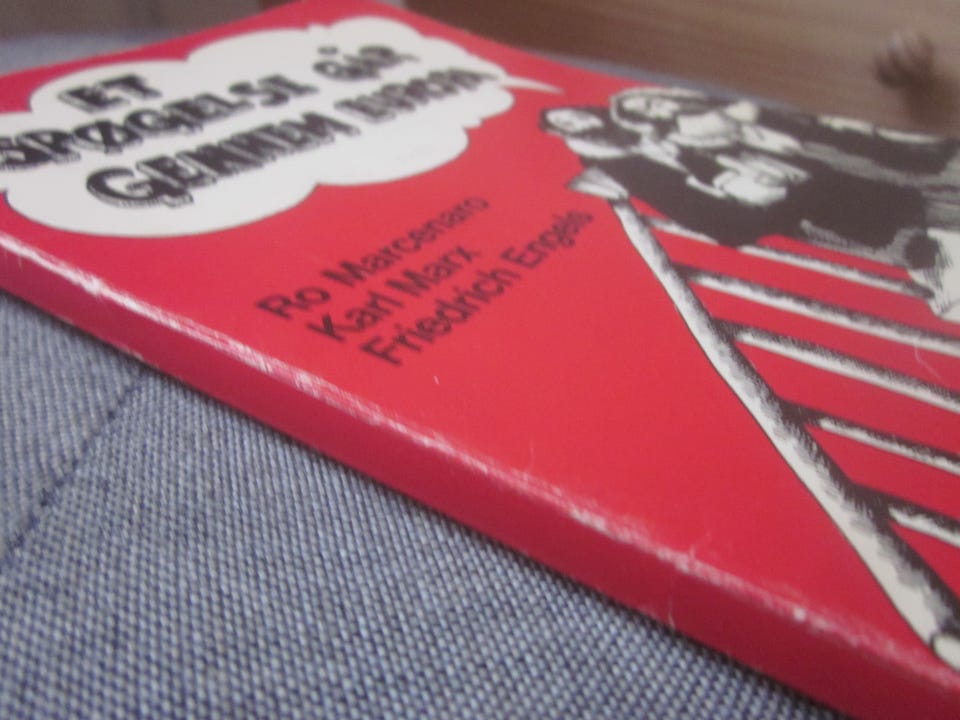 ET
SPØGELSE GÅR
GENNEM EUROPA
Ro Marcenaro
Karl Marx
Friedrich Engels